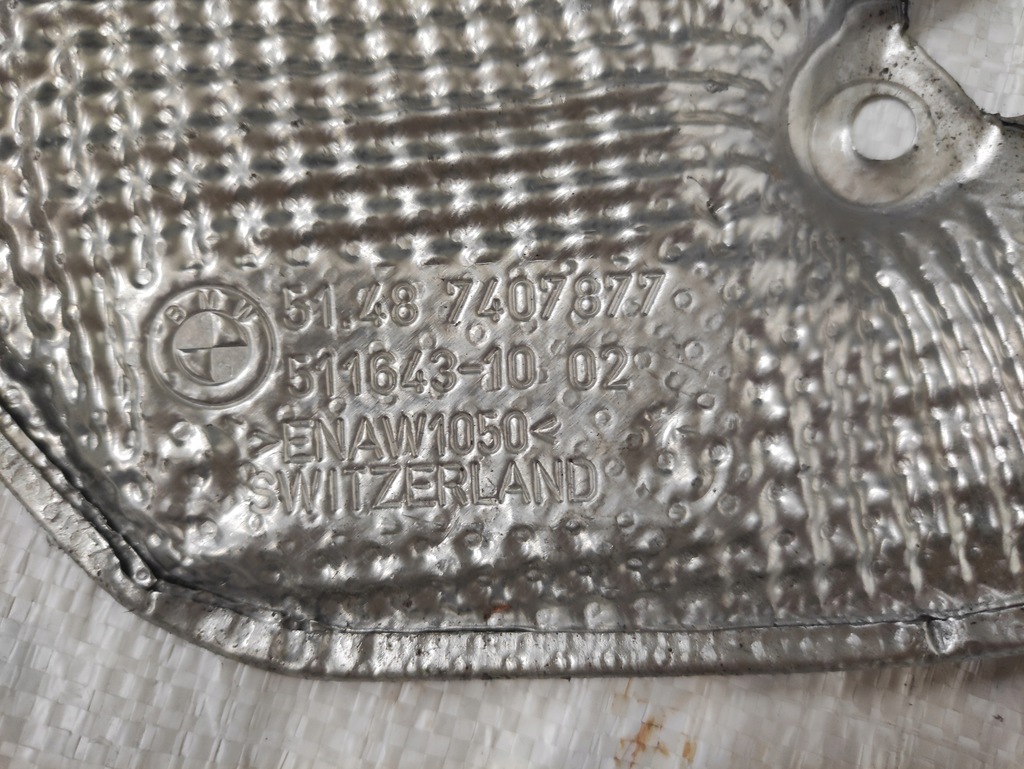 BMW
51.48 7407877
511643-10 02
>ENAW1050<
SWITZERLAND